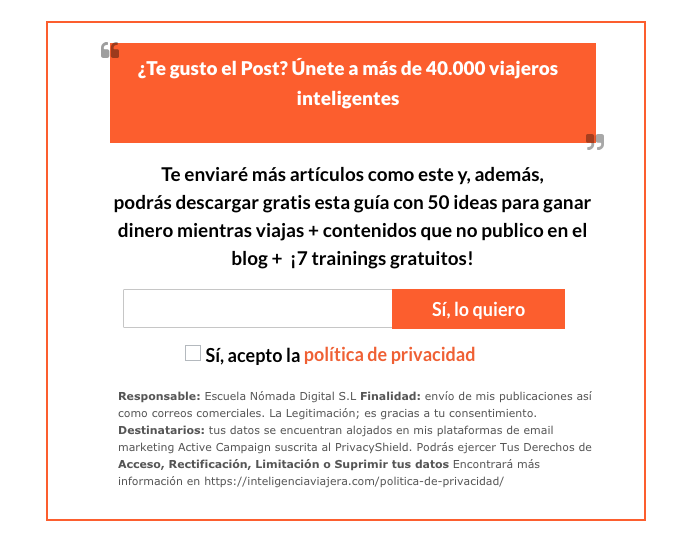 ¿Te gusto el Post? Únete a más de 40.000 viajeros
inteligentes
Te enviaré más artículos como este y, además,
podrás descargar gratis esta guía con 50 ideas para ganar
dinero mientras viajas + contenidos que no publico en el
blog + ¡7 trainings gratuitos!
Sí, lo quiero
Sí, acepto la política de privacidad
Responsable: Escuela Nómada Digital S.L Finalidad: envío de mis publicaciones así
como correos comerciales. La Legitimación; es gracias a tu consentimiento.
Destinatarios: tus datos se encuentran alojados en mis plataformas de email
marketing Active Campaign suscrita al PrivacyShield. Podrás ejercer Tus Derechos de
Acceso, Rectificación, Limitación o Suprimir tus datos Encontrará más
información en https://inteligenciaviajera.com/politica-de-privacidad/